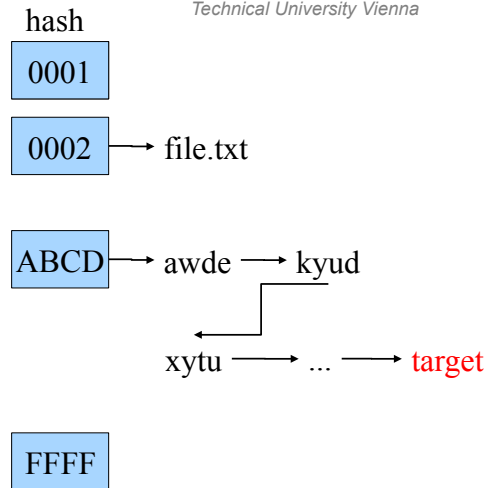 Technical University Vienna
hash
0001
0002 file.txt
ABCD awde kyud
xytu ... target
FFFF